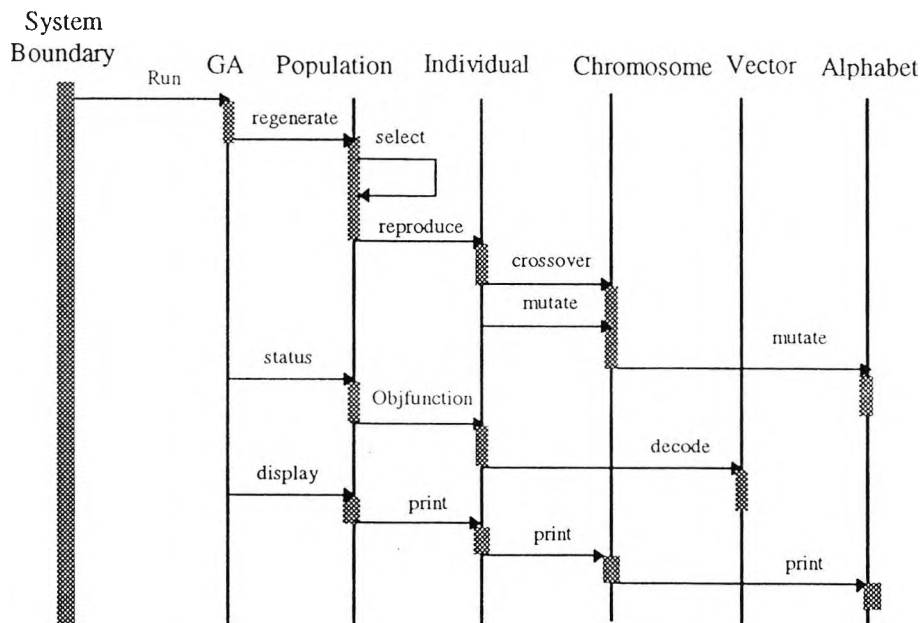 System
Boundary
GA
Population
Individual
Chromosome
Vector
Alphabet
Run
regenerate
select
reproduce
crossover
mutate
mutate
status
Objfunction
decode
display
print
print
print